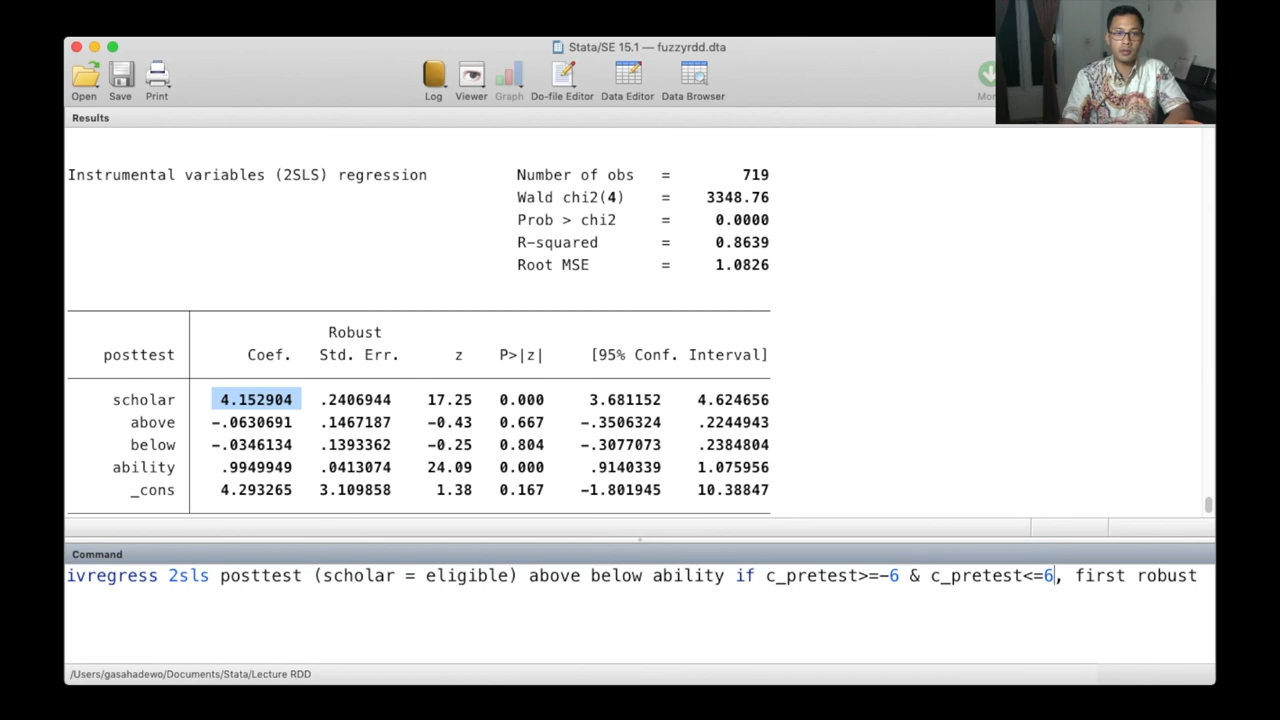 Stata/SE 15.1 — fuzzyrdd.dta
Open Save Print Log Viewer Graph Do-file Editor Data Editor Data Browser
Results
Instrumental variables (2SLS) regression Number of obs = 719
Wald chi2(4) = 3348.76
Prob > chi2 = 0.0000
R-squared = 0.8639
Root MSE = 1.0826
Robust
posttest Coef. Std. Err. z P>|z| [95% Conf. Interval]
scholar 4.152904 .2406944 17.25 0.000 3.681152 4.624656
above -.0630691 .1467187 -0.43 0.667 -.3506324 .2244943
below -.0346134 .1393362 -0.25 0.804 -.3077073 .2384804
ability .9949949 .0413074 24.09 0.000 .9140339 1.075956
_cons 4.293265 3.109858 1.38 0.167 -1.801945 10.38847
Command
ivregress 2sls posttest (scholar = eligible) above below ability if c_pretest>=-6 & c_pretest<=6, first robust
/Users/gasahadewo/Documents/Stata/Lecture RDD